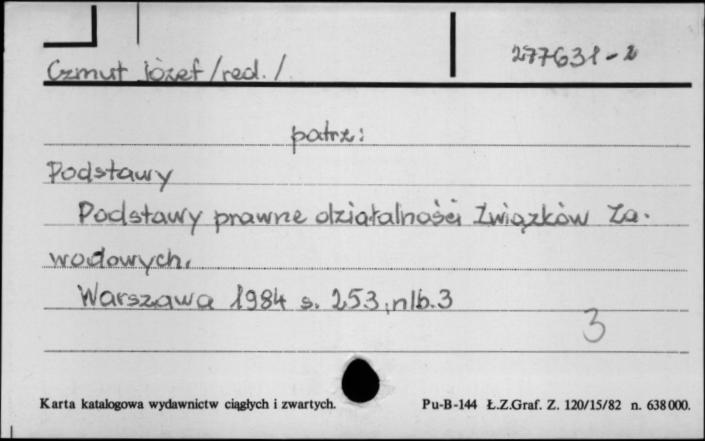 277631-2
Czmut Józef /red./
patrz:
Podstawy
Podstawy prawne działalności Związków Za-
wodowych.
Warszawa 1984 s. 253, nlb. 3
3
Karta katalogowa wydawnictw ciągłych i zwartych. Pu-B-144 Ł.Z.Graf. Z. 120/15/82 n. 638000.